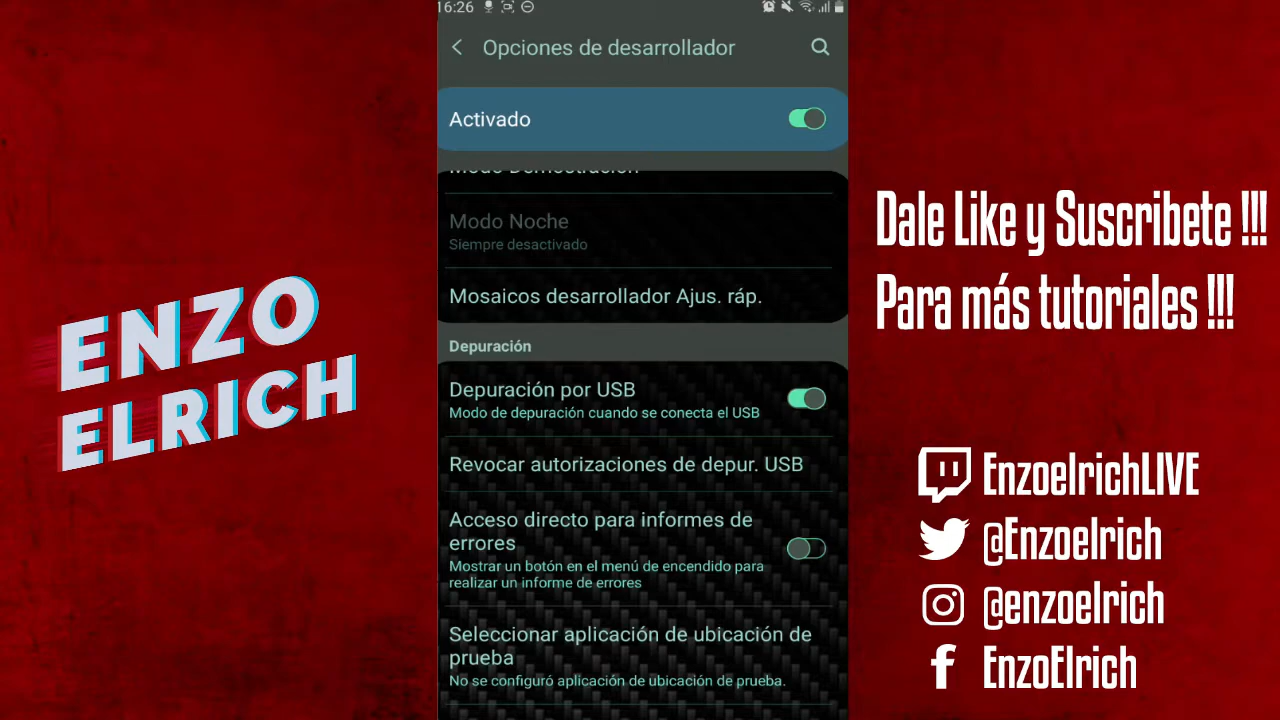 ENZO
ELRICH
16:26
Opciones de desarrollador
Activado
Modo Demostración
Modo Noche
Siempre desactivado
Mosaicos desarrollador Ajus. ráp.
Depuración
Depuración por USB
Modo de depuración cuando se conecta el USB
Revocar autorizaciones de depur. USB
Acceso directo para informes de
errores
Mostrar un botón en el menú de encendido para
realizar un informe de errores
Seleccionar aplicación de ubicación de
prueba
No se configuró aplicación de ubicación de prueba.
Dale Like y Suscribete !!!
Para más tutoriales !!!
EnzoelrichLIVE
@Enzoelrich
@enzoelrich
EnzoElrich